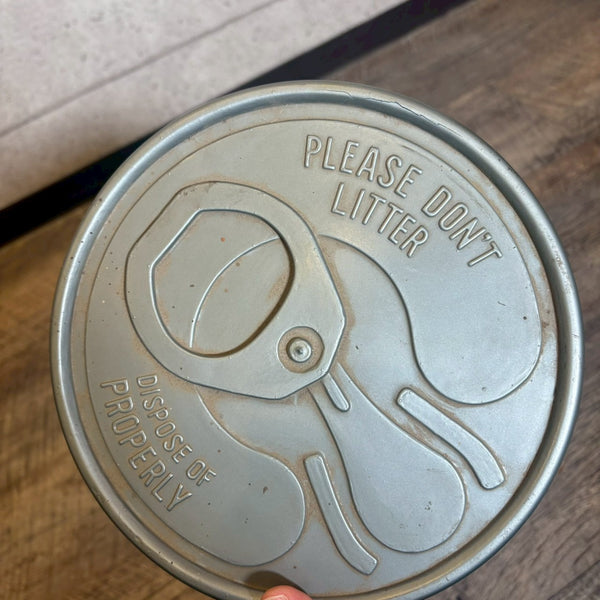 PLEASE DON'T
LITTER
DISPOSE OF
PROPERLY